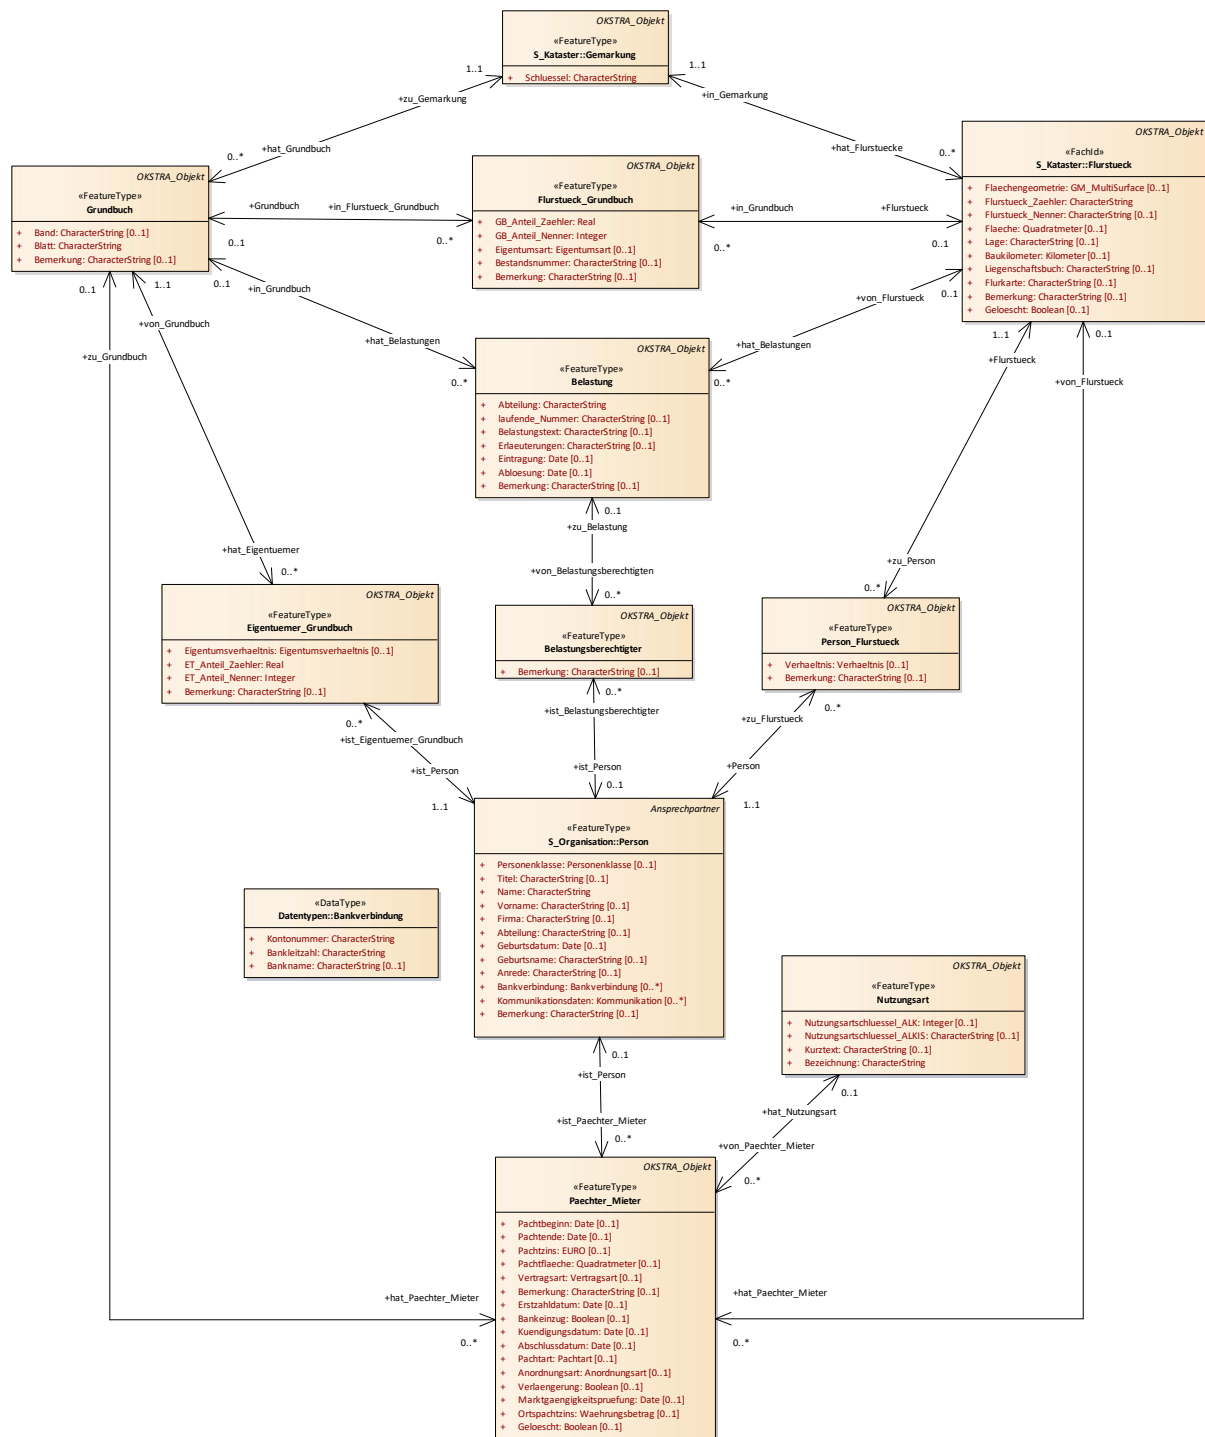 OKSTRA_Objekt
«FeatureType»
S_Kataster::Gemarkung
+ Schluessel: CharacterString
1..1
1..1
+zu_Gemarkung
+in_Gemarkung
+hat_Grundbuch
+hat_Flurstuecke
0..*
0..*
OKSTRA_Objekt
«FeatureType»
Grundbuch
+ Band: CharacterString [0..1]
+ Blatt: CharacterString
+ Bemerkung: CharacterString [0..1]
OKSTRA_Objekt
«FeatureType»
Flurstueck_Grundbuch
+ GB_Anteil_Zaehler: Real
+ GB_Anteil_Nenner: Integer
+ Eigentumsart: Eigentumsart [0..1]
+ Bestandsnummer: CharacterString [0..1]
+ Bemerkung: CharacterString [0..1]
OKSTRA_Objekt
«FachId»
S_Kataster::Flurstueck
+ Flaechengeometrie: GM_MultiSurface [0..1]
+ Flurstueck_Zaehler: CharacterString
+ Flurstueck_Nenner: CharacterString [0..1]
+ Flaeche: Quadratmeter [0..1]
+ Lage: CharacterString [0..1]
+ Baukilometer: Kilometer [0..1]
+ Liegenschaftsbuch: CharacterString [0..1]
+ Flurkarte: CharacterString [0..1]
+ Bemerkung: CharacterString [0..1]
+ Geloescht: Boolean [0..1]
+Grundbuch
+in_Flurstueck_Grundbuch
0..1
0..*
+in_Grundbuch
+Flurstueck
0..*
0..1
0..1
1..1
0..1
+in_Grundbuch
+hat_Belastungen
0..*
0..1
+von_Flurstueck
+hat_Belastungen
0..*
+von_Grundbuch
+zu_Grundbuch
1..1
0..1
+Flurstueck
+von_Flurstueck
OKSTRA_Objekt
«FeatureType»
Belastung
+ Abteilung: CharacterString
+ laufende_Nummer: CharacterString [0..1]
+ Belastungstext: CharacterString [0..1]
+ Erlaeuterungen: CharacterString [0..1]
+ Eintragung: Date [0..1]
+ Abloesung: Date [0..1]
+ Bemerkung: CharacterString [0..1]
0..1
+zu_Belastung
+hat_Eigentuemer
+zu_Person
+von_Belastungsberechtigten
0..*
0..*
0..*
OKSTRA_Objekt
«FeatureType»
Eigentuemer_Grundbuch
+ Eigentumsverhaeltnis: Eigentumsverhaeltnis [0..1]
+ ET_Anteil_Zaehler: Real
+ ET_Anteil_Nenner: Integer
+ Bemerkung: CharacterString [0..1]
OKSTRA_Objekt
«FeatureType»
Belastungsberechtigter
+ Bemerkung: CharacterString [0..1]
OKSTRA_Objekt
«FeatureType»
Person_Flurstueck
+ Verhaeltnis: Verhaeltnis [0..1]
+ Bemerkung: CharacterString [0..1]
0..*
+ist_Eigentuemer_Grundbuch
+ist_Person
1..1
0..*
+ist_Belastungsberechtigter
+ist_Person
0..1
0..*
+zu_Flurstueck
+Person
1..1
Ansprechpartner
«FeatureType»
S_Organisation::Person
+ Personenklasse: Personenklasse [0..1]
+ Titel: CharacterString [0..1]
+ Name: CharacterString
+ Vorname: CharacterString [0..1]
+ Firma: CharacterString [0..1]
+ Abteilung: CharacterString [0..1]
+ Geburtsdatum: Date [0..1]
+ Geburtsname: CharacterString [0..1]
+ Anrede: CharacterString [0..1]
+ Bankverbindung: Bankverbindung [0..*]
+ Kommunikationsdaten: Kommunikation [0..*]
+ Bemerkung: CharacterString [0..1]
«DataType»
Datentypen::Bankverbindung
+ Kontonummer: CharacterString
+ Bankleitzahl: CharacterString
+ Bankname: CharacterString [0..1]
OKSTRA_Objekt
«FeatureType»
Nutzungsart
+ Nutzungsartschluessel_ALK: Integer [0..1]
+ Nutzungsartschluessel_ALKIS: CharacterString [0..1]
+ Kurztext: CharacterString [0..1]
+ Bezeichnung: CharacterString
0..1
+ist_Person
+ist_Paechter_Mieter
0..*
0..1
+hat_Nutzungsart
+von_Paechter_Mieter
0..*
OKSTRA_Objekt
«FeatureType»
Paechter_Mieter
+ Pachtbeginn: Date [0..1]
+ Pachtende: Date [0..1]
+ Pachtzins: EURO [0..1]
+ Pachtflaeche: Quadratmeter [0..1]
+ Vertragsart: Vertragsart [0..1]
+ Bemerkung: CharacterString [0..1]
+ Erstzahldatum: Date [0..1]
+ Bankeinzug: Boolean [0..1]
+ Kuendigungsdatum: Date [0..1]
+ Abschlussdatum: Date [0..1]
+ Pachtart: Pachtart [0..1]
+ Anordnungsart: Anordnungsart [0..1]
+ Verlaengerung: Boolean [0..1]
+ Marktgaengigkeitspruefung: Date [0..1]
+ Ortspachtzins: Waehrungsbetrag [0..1]
+ Geloescht: Boolean [0..1]
+hat_Paechter_Mieter
0..*
+hat_Paechter_Mieter
0..*